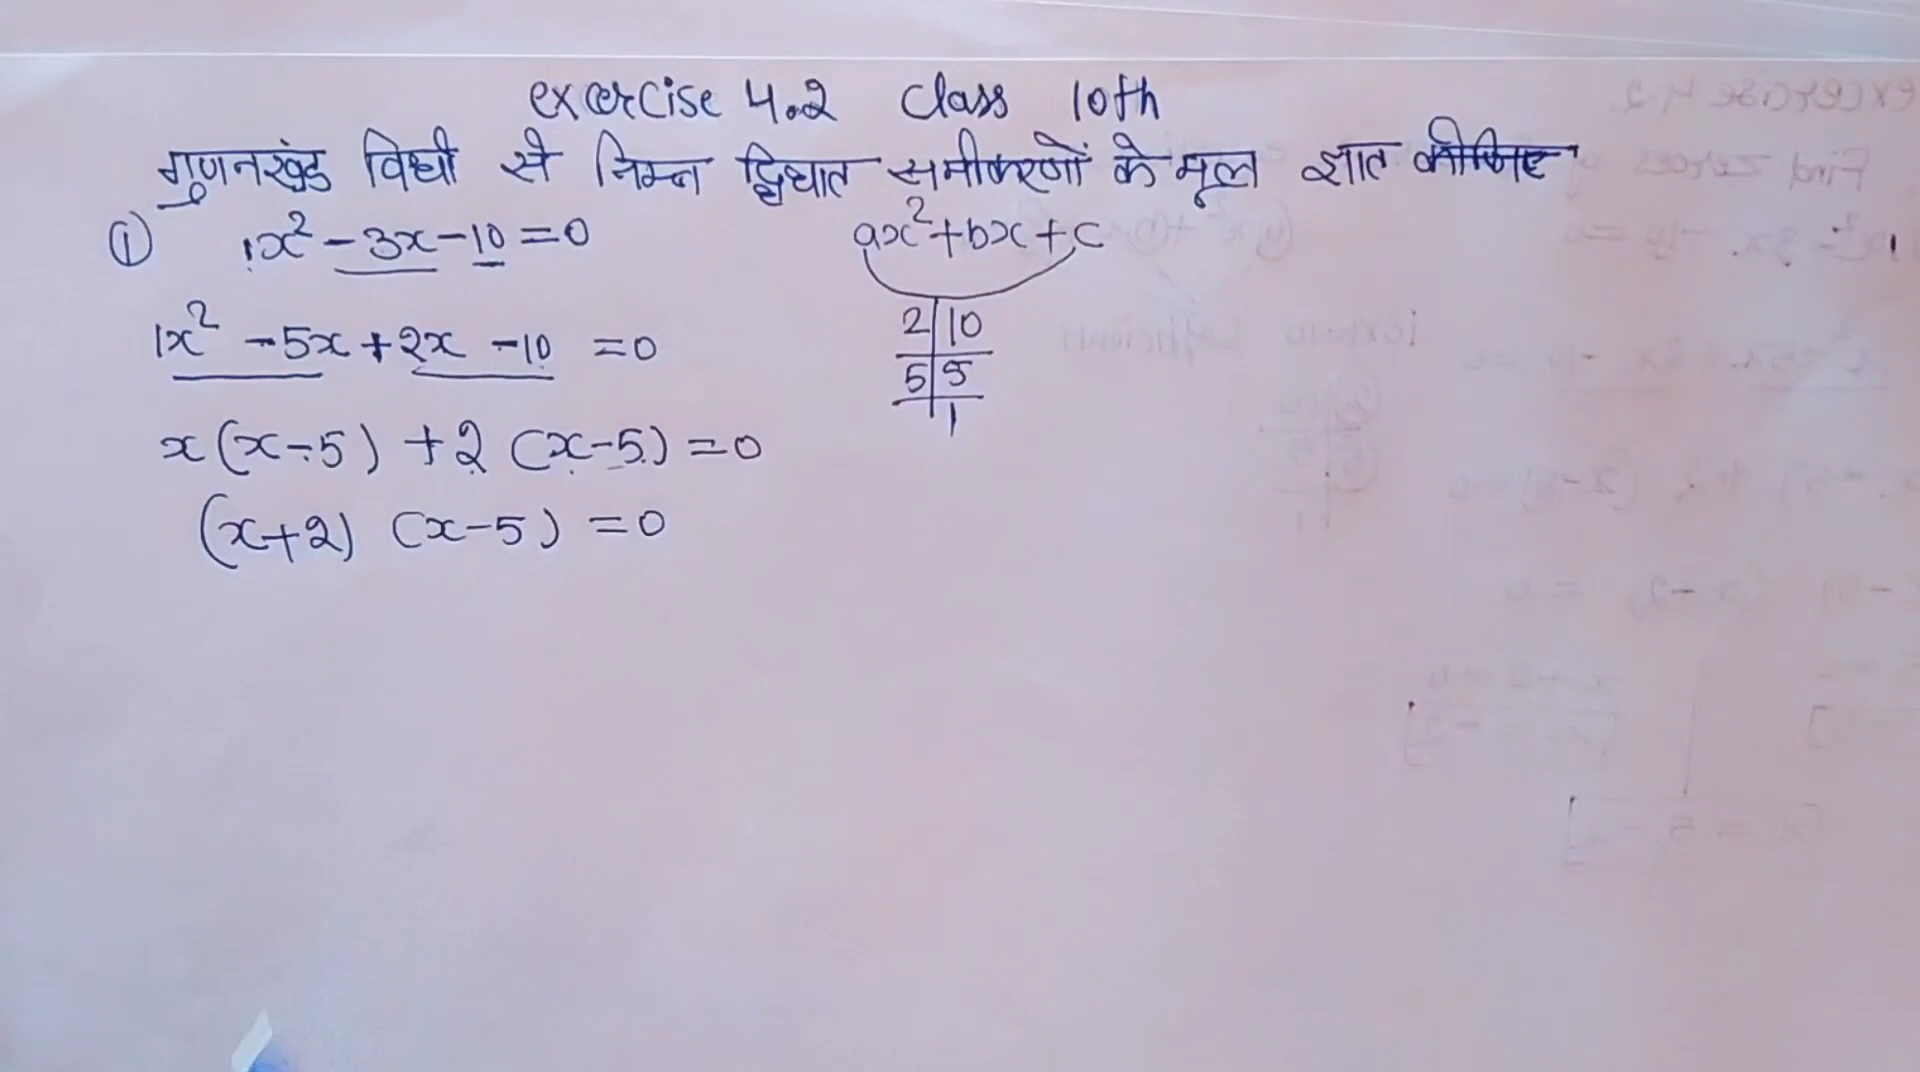 exercise 4.2 class 10th
गुणनखंड विधी से निम्न द्विघात समीकरणों के मूल ज्ञात कीजिए
① 1x² - 3x - 10 = 0
ax² + bx + c
1x² - 5x + 2x - 10 = 0
2 | 10
5 | 5
1
x (x - 5) + 2 (x - 5) = 0
(x + 2) (x - 5) = 0